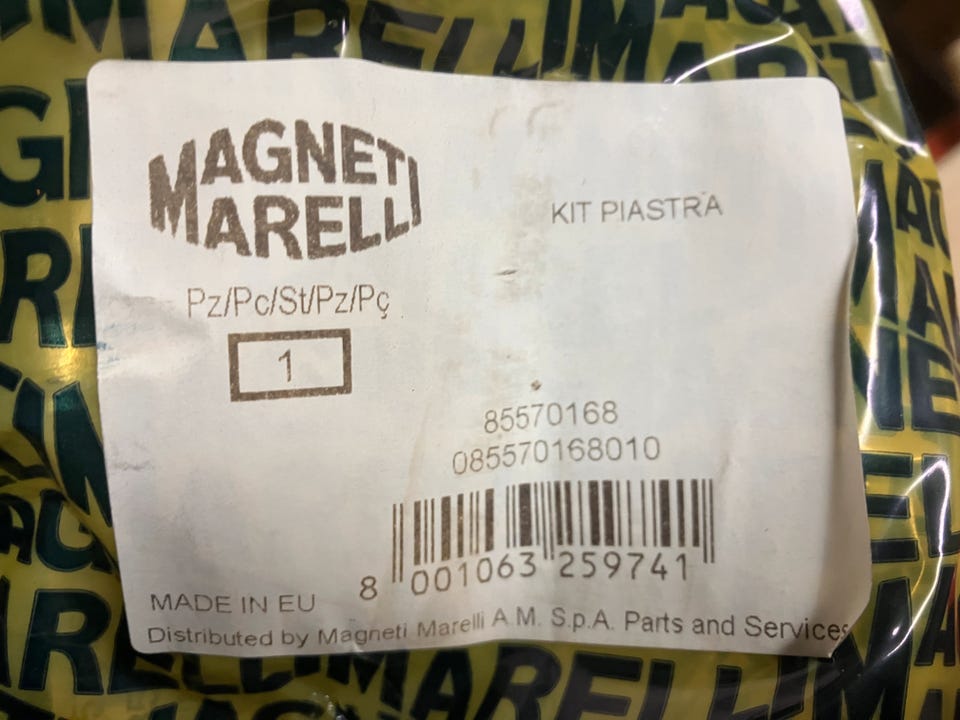 MAGNETI
MARELLI
KIT PIASTRA
Pz/Pc/St/Pz/Pç
1
85570168
085570168010
8 001063 259741
MADE IN EU
Distributed by Magneti Marelli A.M. S.p.A. Parts and Services